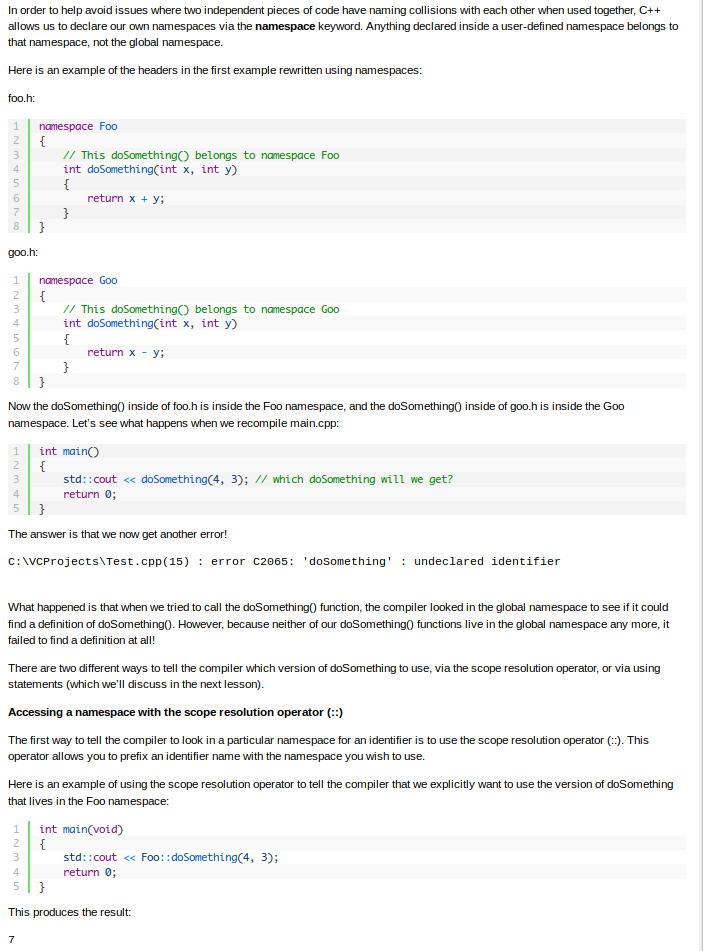 In order to help avoid issues where two independent pieces of code have naming collisions with each other when used together, C++
allows us to declare our own namespaces via the namespace keyword. Anything declared inside a user-defined namespace belongs to
that namespace, not the global namespace.
Here is an example of the headers in the first example rewritten using namespaces:
foo.h:
1 namespace Foo
2 {
3     // This doSomething() belongs to namespace Foo
4     int doSomething(int x, int y)
5     {
6         return x + y;
7     }
8 }
goo.h:
1 namespace Goo
2 {
3     // This doSomething() belongs to namespace Goo
4     int doSomething(int x, int y)
5     {
6         return x - y;
7     }
8 }
Now the doSomething() inside of foo.h is inside the Foo namespace, and the doSomething() inside of goo.h is inside the Goo
namespace. Let's see what happens when we recompile main.cpp:
1 int main()
2 {
3     std::cout << doSomething(4, 3); // which doSomething will we get?
4     return 0;
5 }
The answer is that we now get another error!
C:\VCProjects\Test.cpp(15) : error C2065: 'doSomething' : undeclared identifier
What happened is that when we tried to call the doSomething() function, the compiler looked in the global namespace to see if it could
find a definition of doSomething(). However, because neither of our doSomething() functions live in the global namespace any more, it
failed to find a definition at all!
There are two different ways to tell the compiler which version of doSomething to use, via the scope resolution operator, or via using
statements (which we'll discuss in the next lesson).
Accessing a namespace with the scope resolution operator (::)
The first way to tell the compiler to look in a particular namespace for an identifier is to use the scope resolution operator (::). This
operator allows you to prefix an identifier name with the namespace you wish to use.
Here is an example of using the scope resolution operator to tell the compiler that we explicitly want to use the version of doSomething
that lives in the Foo namespace:
1 int main(void)
2 {
3     std::cout << Foo::doSomething(4, 3);
4     return 0;
5 }
This produces the result:
7